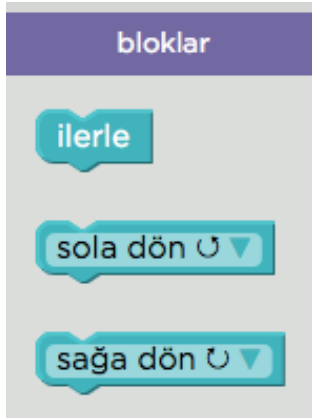 bloklar
ilerle
sola dön ↺ ▼
sağa dön ↻ ▼